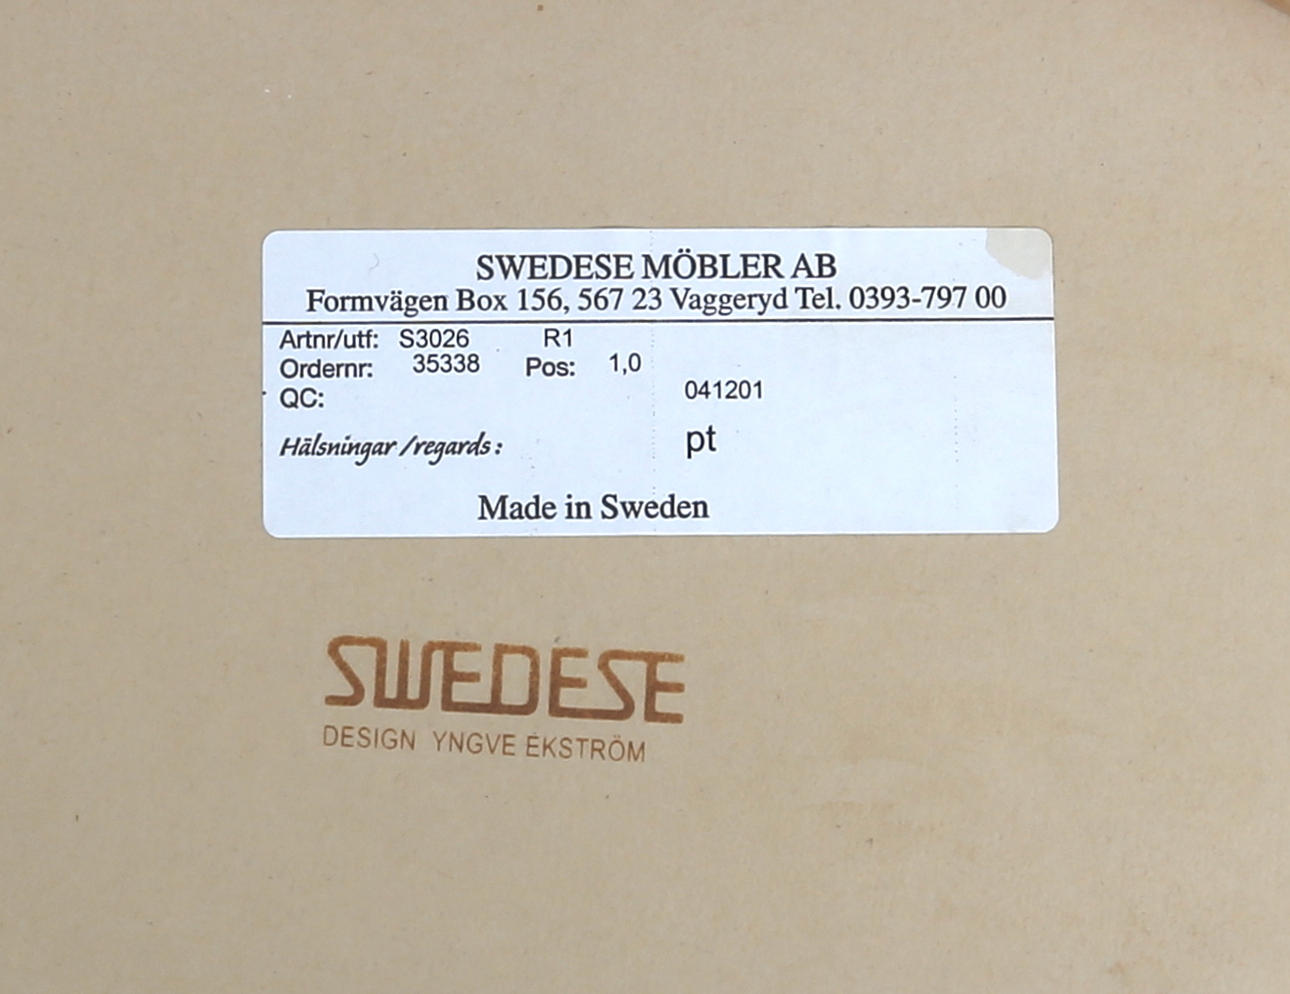 SWEDESE MÖBLER AB
Formvägen Box 156, 567 23 Vaggeryd Tel. 0393-797 00
Artnr/utf: S3026 R1
Ordernr: 35338 Pos: 1,0
QC: 041201
Hälsningar /regards: pt
Made in Sweden
SWEDESE
DESIGN YNGVE EKSTRÖM